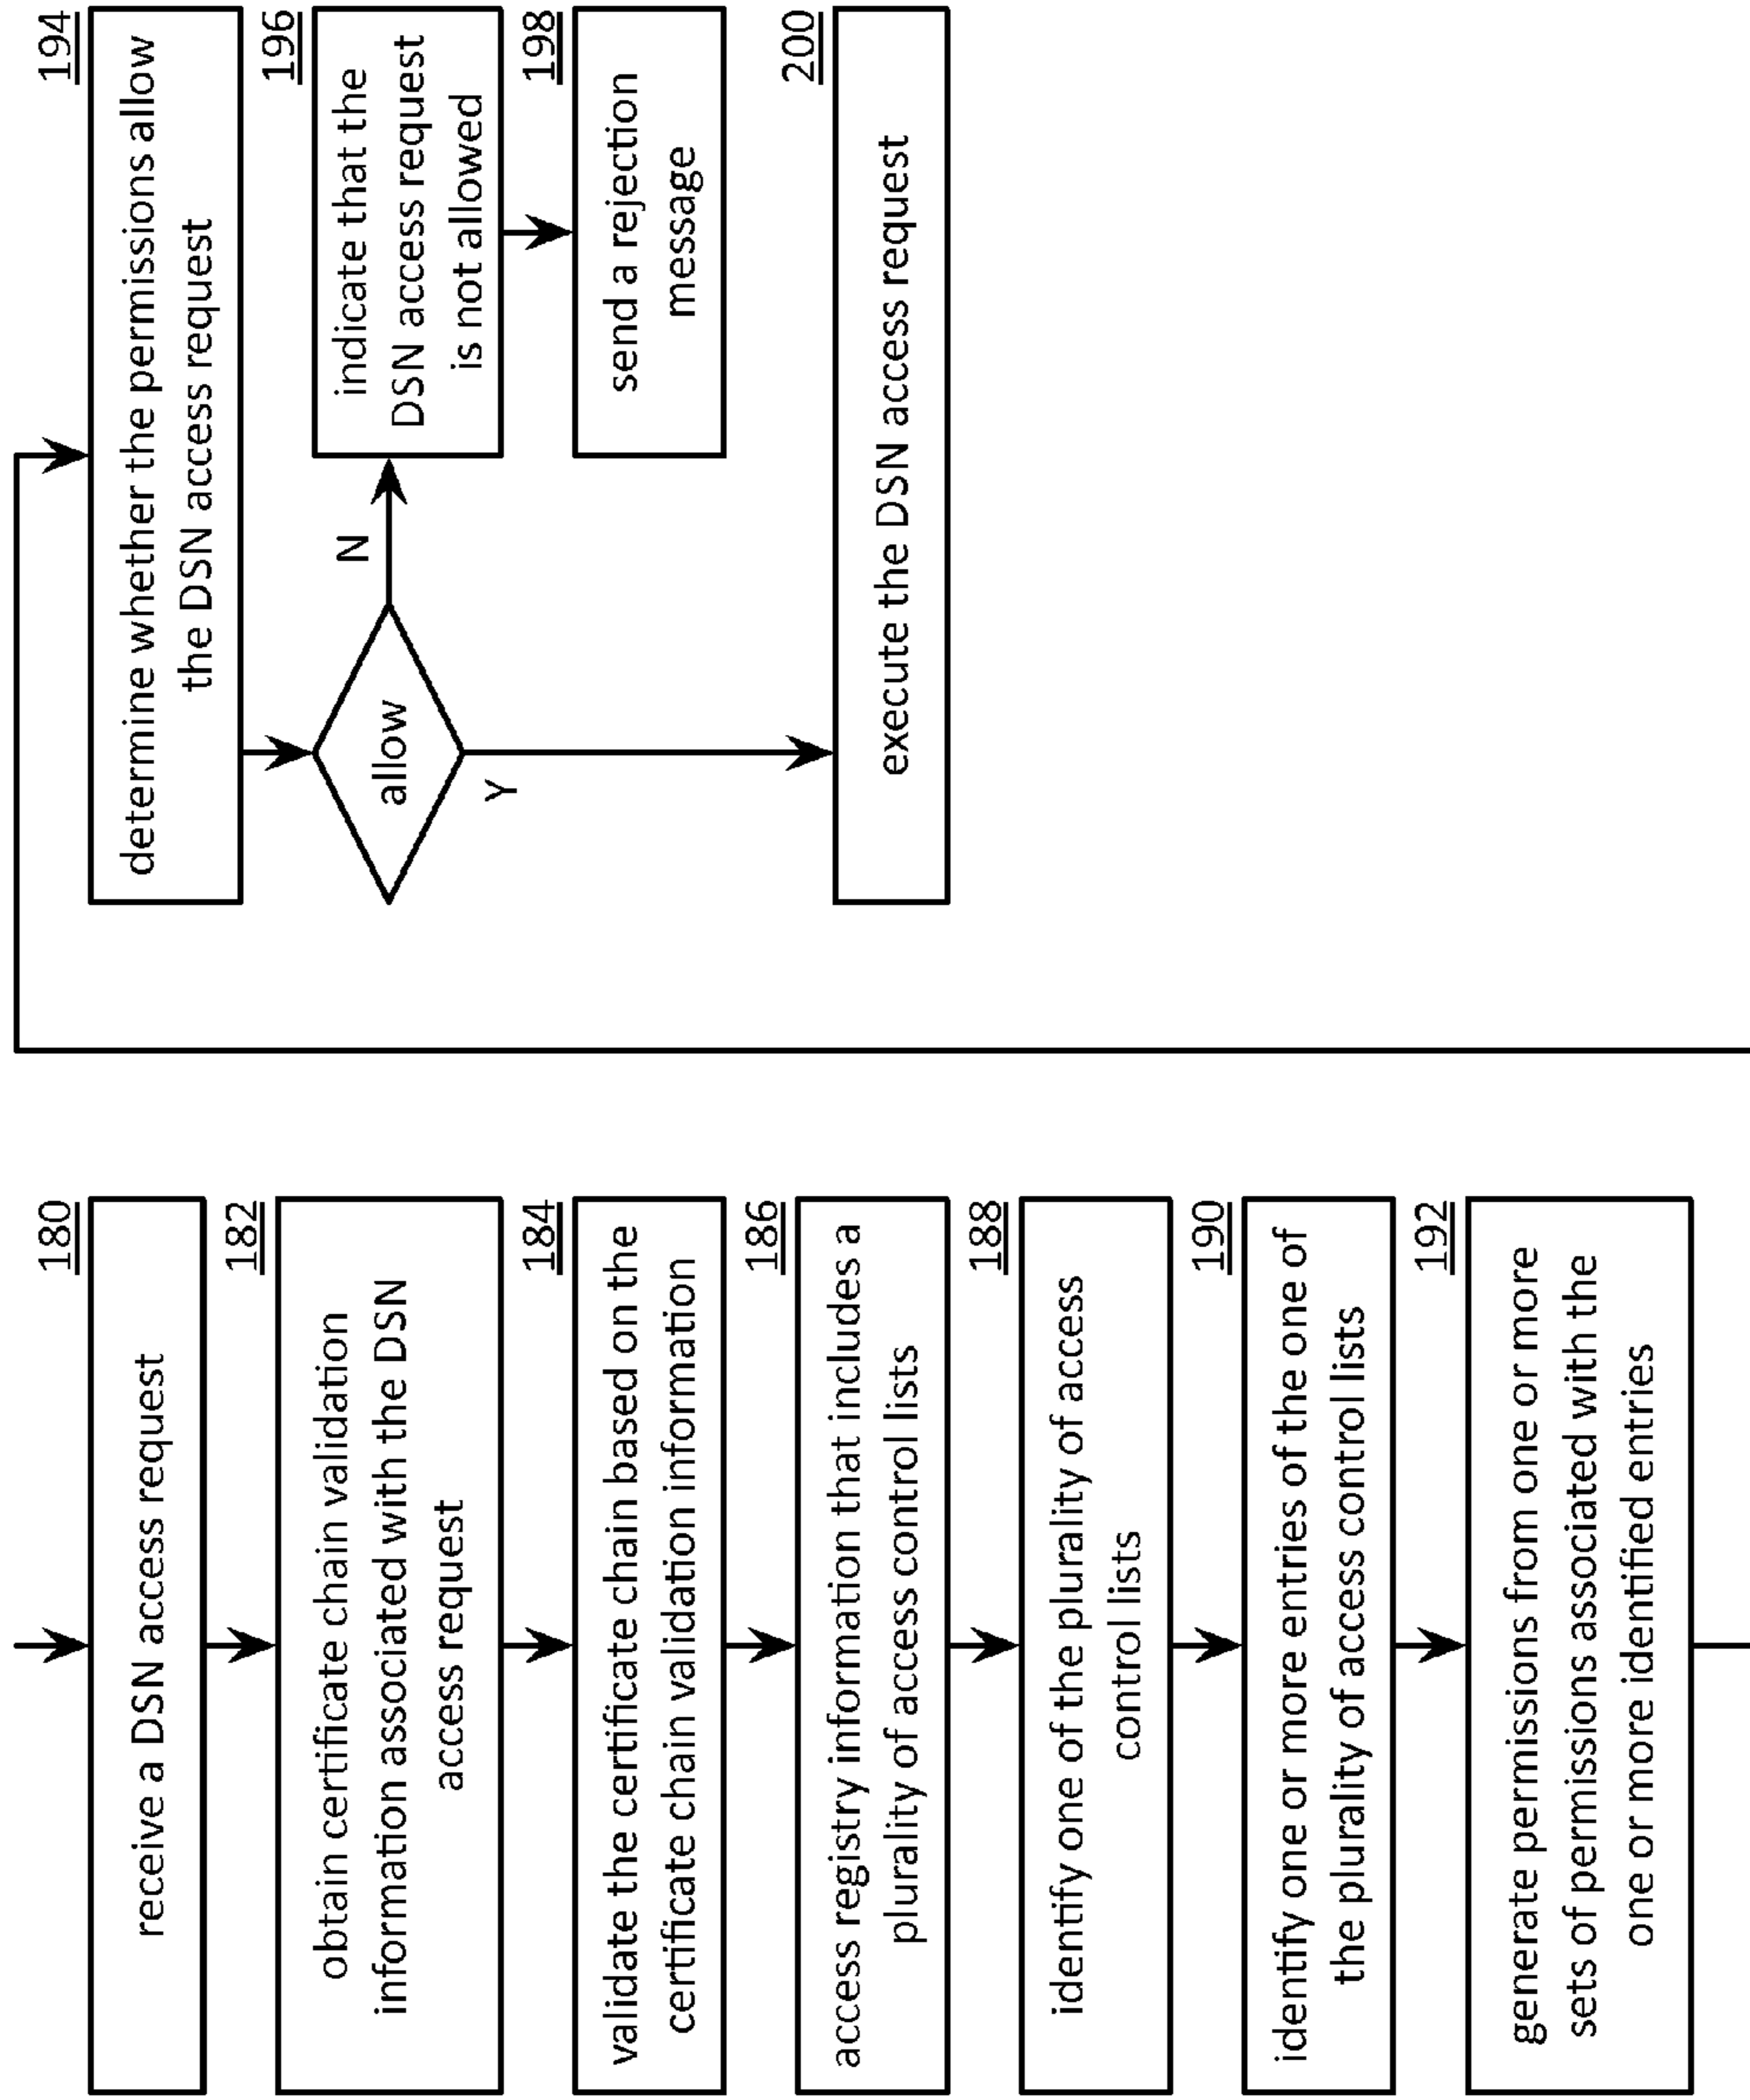 180
receive a DSN access request
182
obtain certificate chain validation
information associated with the DSN
access request
184
validate the certificate chain based on the
certificate chain validation information
186
access registry information that includes a
plurality of access control lists
188
identify one of the plurality of access
control lists
190
identify one or more entries of the one of
the plurality of access control lists
192
generate permissions from one or more
sets of permissions associated with the
one or more identified entries
194
determine whether the permissions allow
the DSN access request
allow
N
Y
196
indicate that the
DSN access request
is not allowed
198
send a rejection
message
200
execute the DSN access request